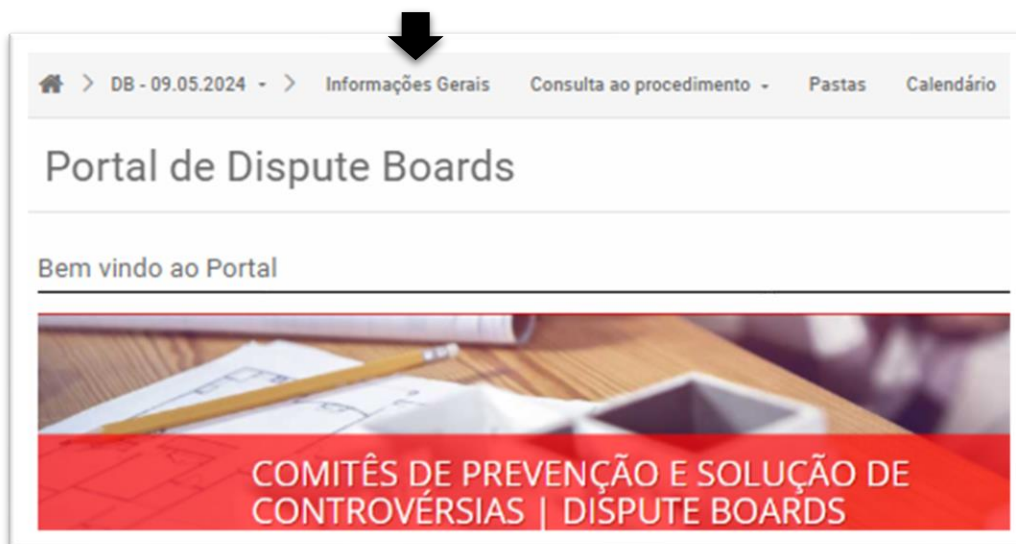 DB - 09.05.2024 - > Informações Gerais Consulta ao procedimento - Pastas Calendário
Portal de Dispute Boards
Bem vindo ao Portal
COMITÊS DE PREVENÇÃO E SOLUÇÃO DE
CONTROVÉRSIAS | DISPUTE BOARDS